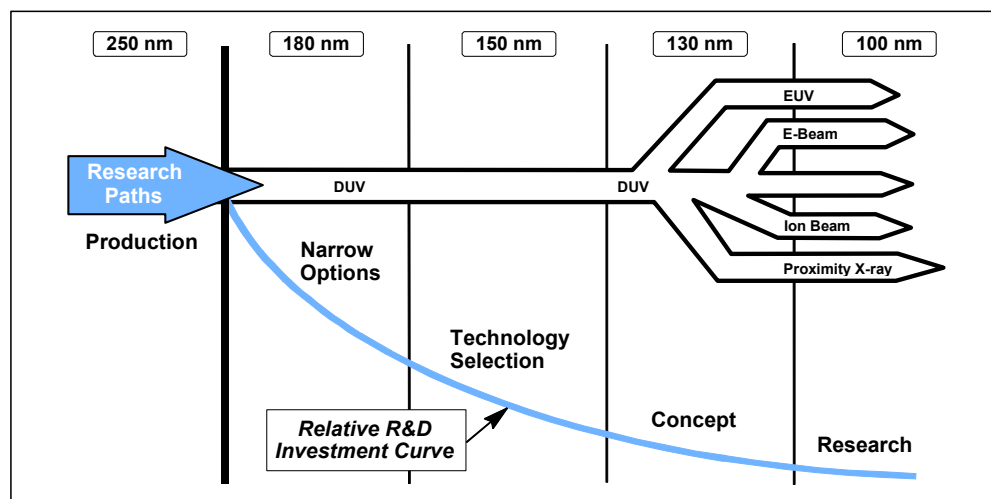 250 nm
180 nm
150 nm
130 nm
100 nm
EUV
E-Beam
Research
Paths
DUV
DUV
Ion Beam
Production
Narrow
Options
Proximity X-ray
Technology
Selection
Relative R&D
Investment Curve
Concept
Research